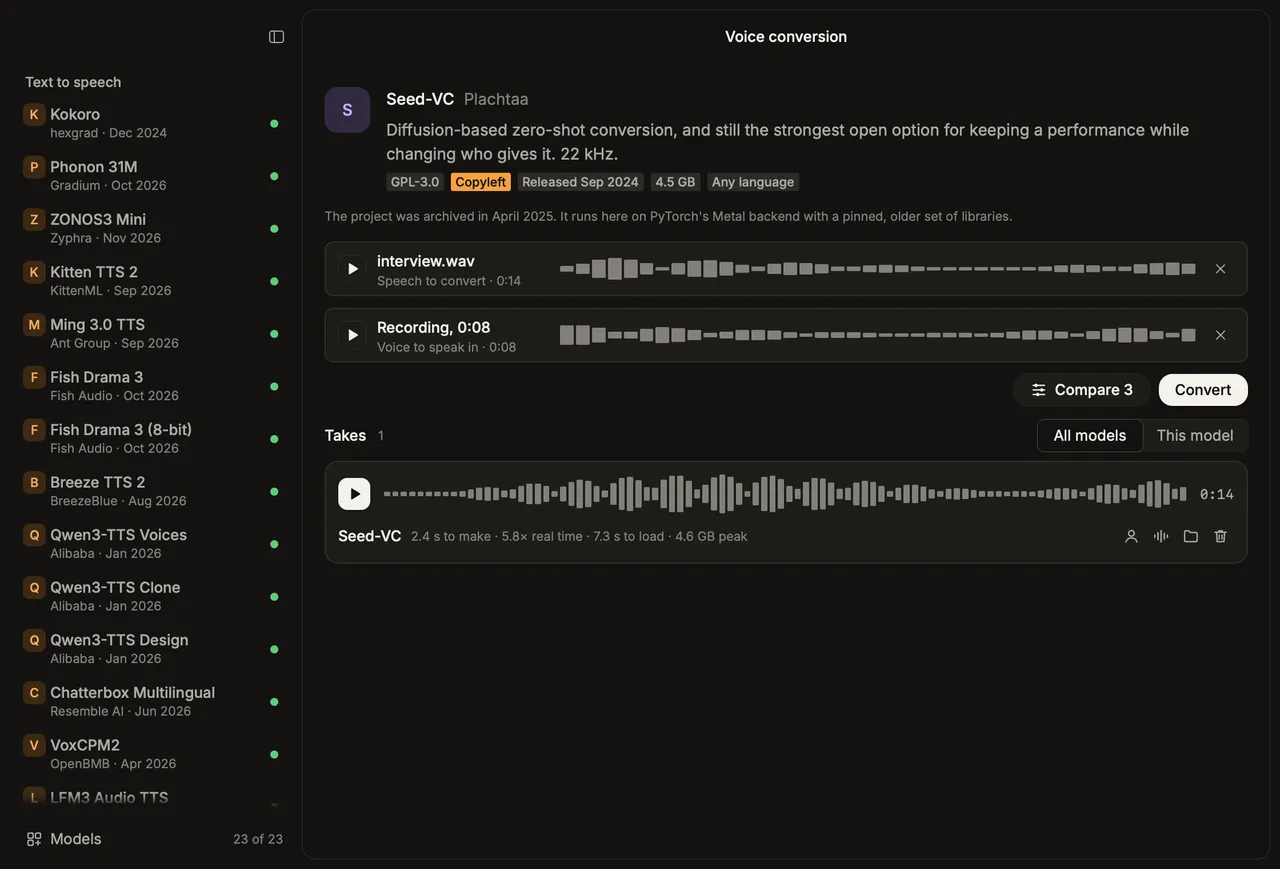 Text to speech
K Kokoro
hexgrad · Dec 2024
P Phonon 31M
Gradium · Oct 2026
Z ZONOS3 Mini
Zyphra · Nov 2026
K Kitten TTS 2
KittenML · Sep 2026
M Ming 3.0 TTS
Ant Group · Sep 2026
F Fish Drama 3
Fish Audio · Oct 2026
F Fish Drama 3 (8-bit)
Fish Audio · Oct 2026
B Breeze TTS 2
BreezeBlue · Aug 2026
Q Qwen3-TTS Voices
Alibaba · Jan 2026
Q Qwen3-TTS Clone
Alibaba · Jan 2026
Q Qwen3-TTS Design
Alibaba · Jan 2026
C Chatterbox Multilingual
Resemble AI · Jun 2026
V VoxCPM2
OpenBMB · Apr 2026
L LFM3 Audio TTS
Models 23 of 23
Voice conversion
S
Seed-VC Plachtaa
Diffusion-based zero-shot conversion, and still the strongest open option for keeping a performance while
changing who gives it. 22 kHz.
GPL-3.0 Copyleft Released Sep 2024 4.5 GB Any language
The project was archived in April 2025. It runs here on PyTorch's Metal backend with a pinned, older set of libraries.
interview.wav
Speech to convert · 0:14
Recording, 0:08
Voice to speak in · 0:08
Compare 3 Convert
Takes 1 All models This model
0:14
Seed-VC 2.4 s to make · 5.8× real time · 7.3 s to load · 4.6 GB peak